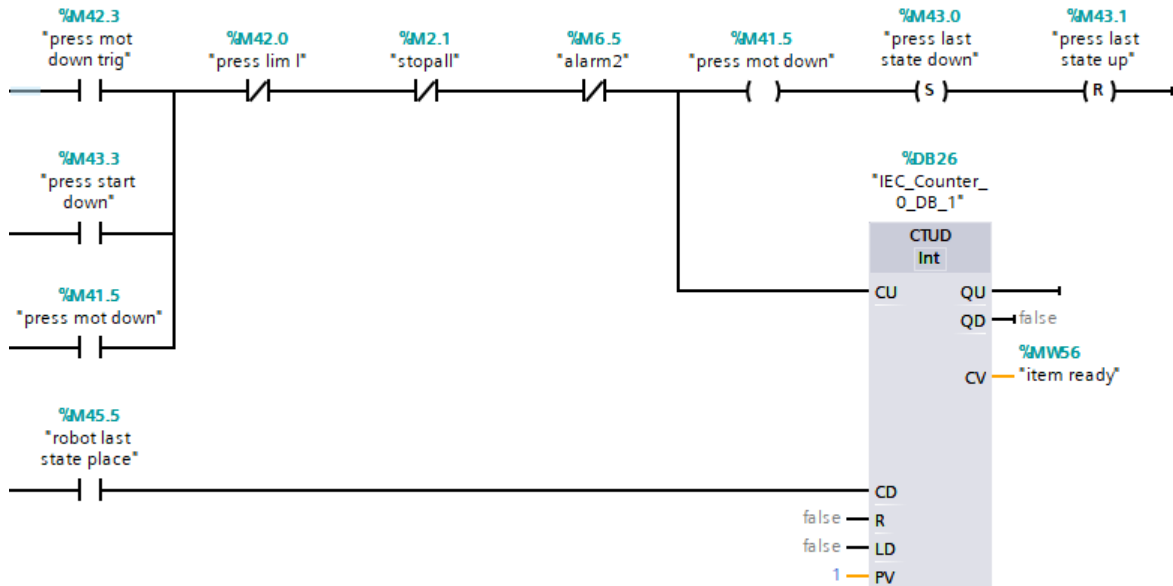 %M42.3
"press mot
down trig"
%M42.0
"press lim l"
%M2.1
"stopall"
%M6.5
"alarm2"
%M41.5
"press mot down"
%M43.0
"press last
state down"
S
%M43.1
"press last
state up"
R
%M43.3
"press start
down"
%M41.5
"press mot down"
%DB26
"IEC_Counter_
0_DB_1"
CTUD
Int
CU
QU
QD
false
%MW56
CV
"item ready"
%M45.5
"robot last
state place"
CD
false
R
false
LD
1
PV